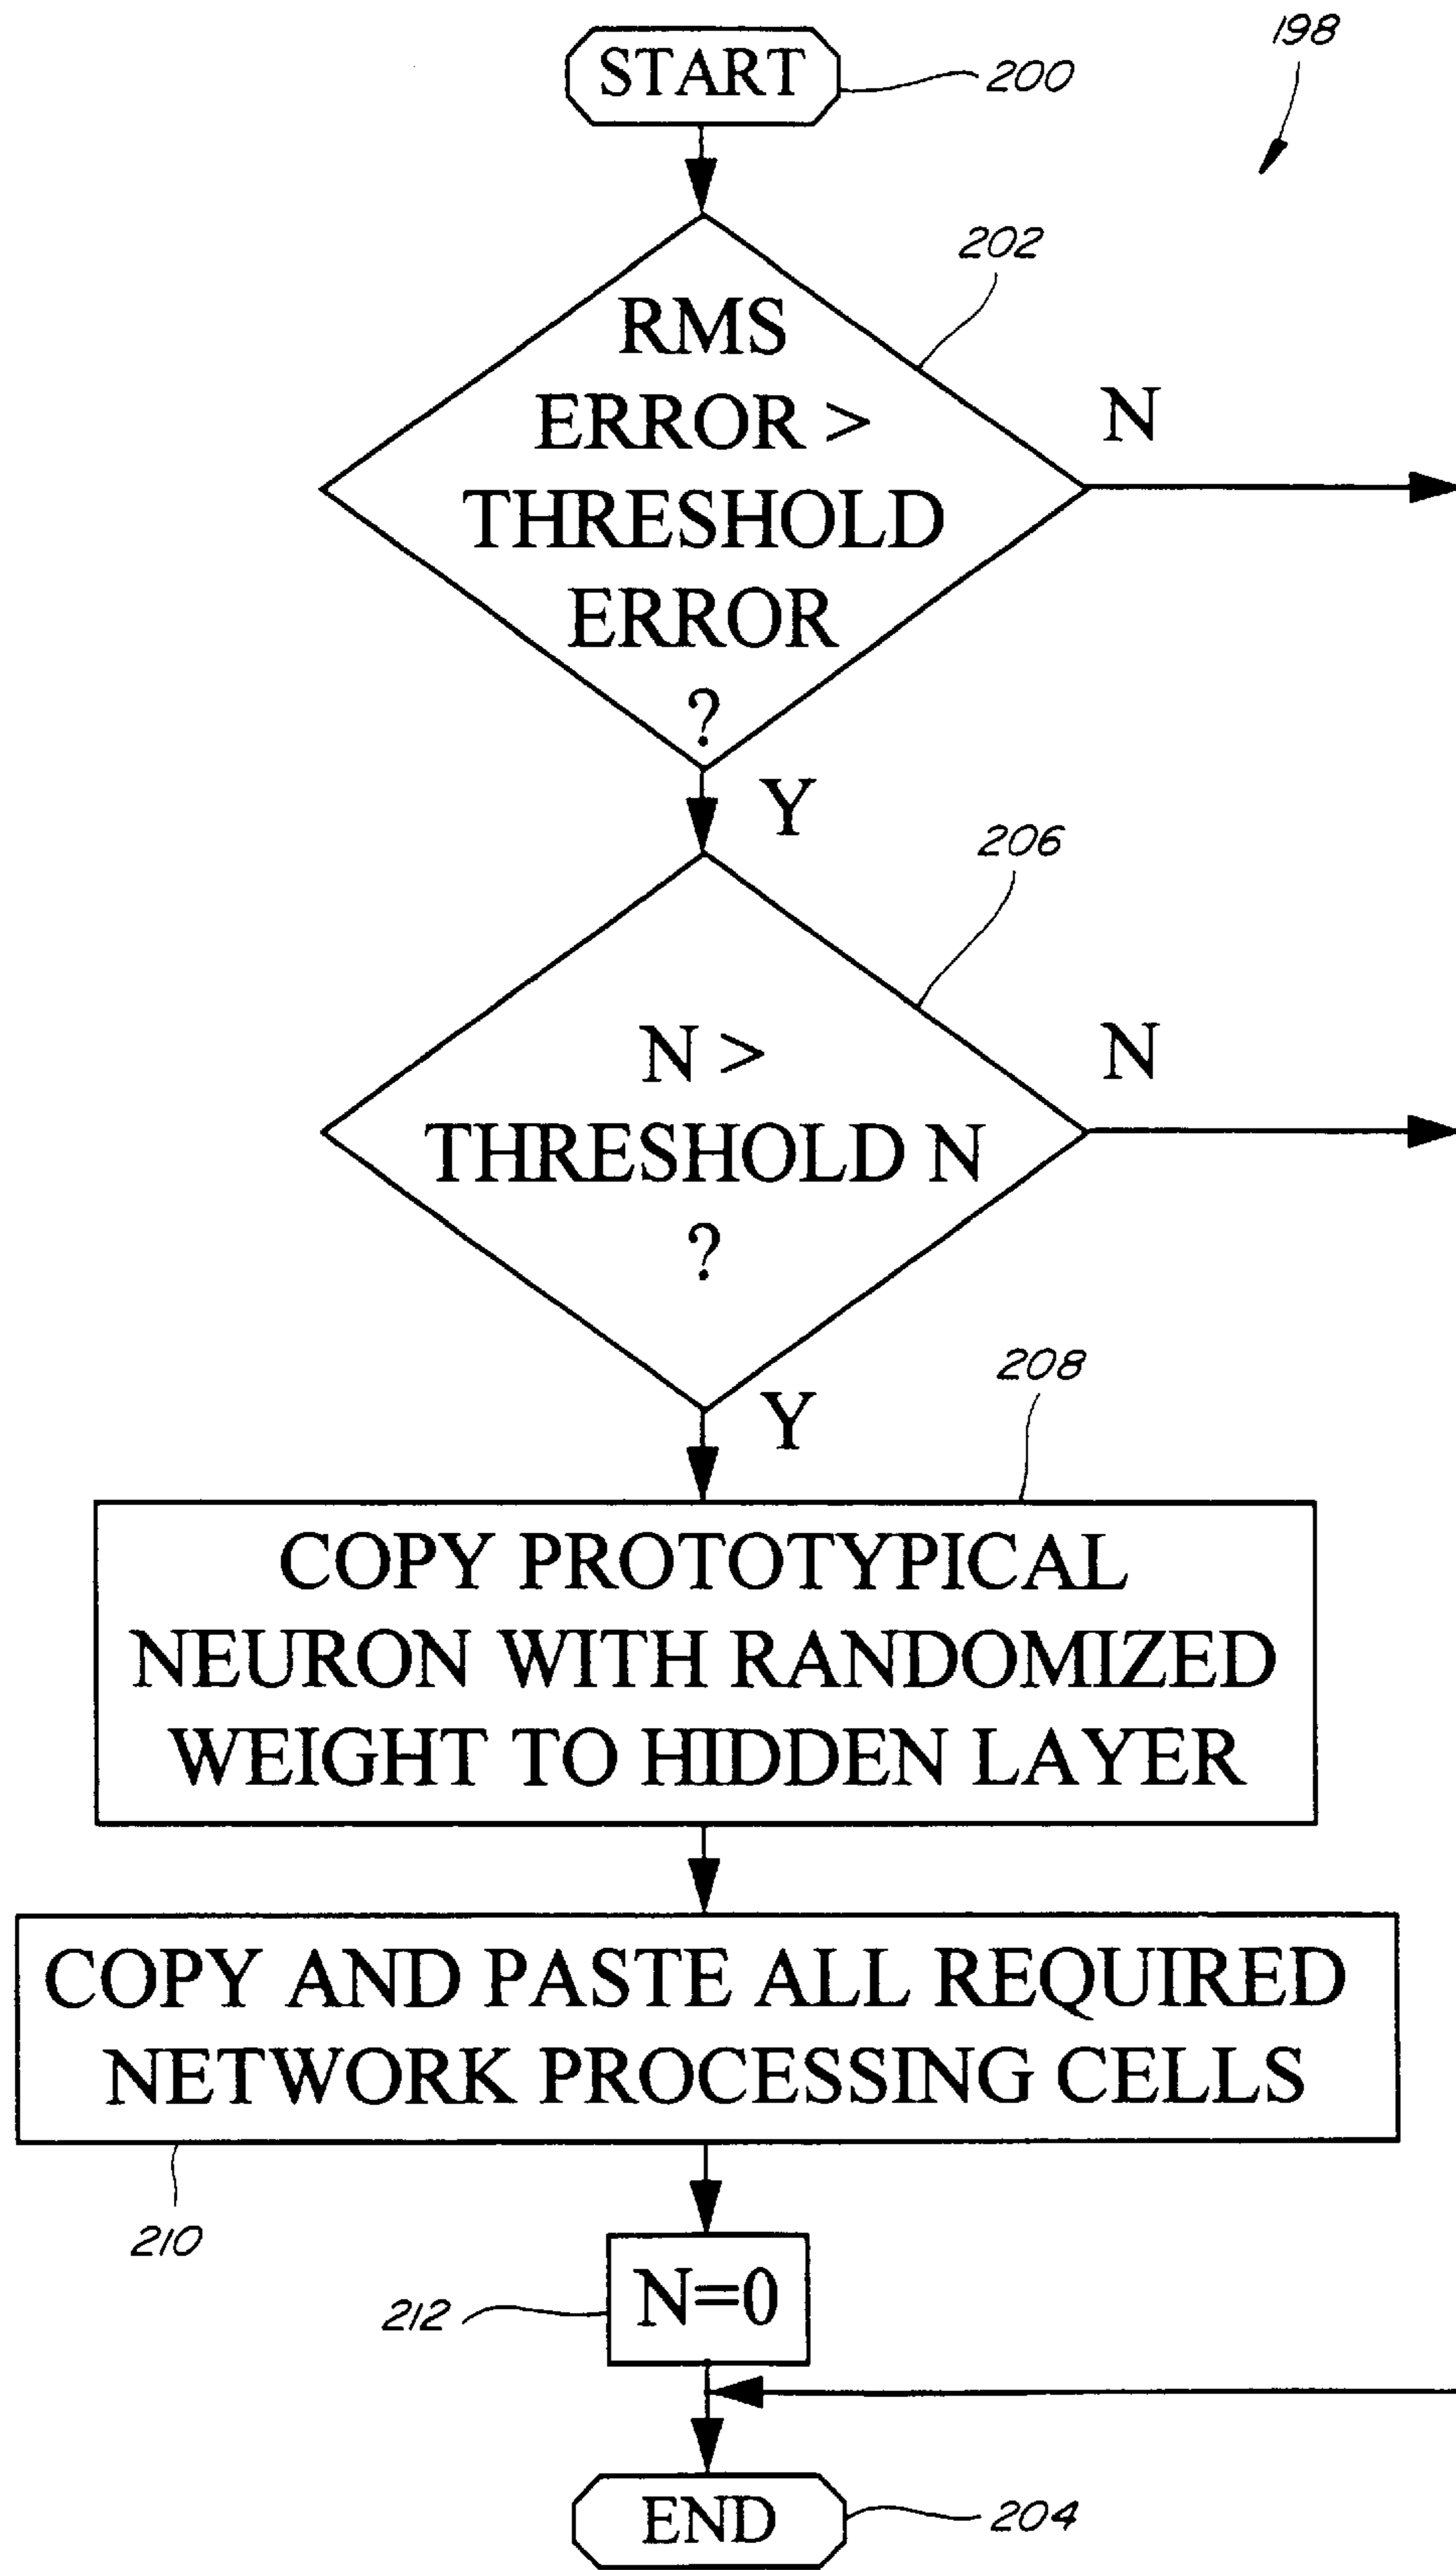 198
START
200
202
RMS
ERROR >
THRESHOLD
ERROR
?
N
Y
206
N >
THRESHOLD N
?
N
Y
208
COPY PROTOTYPICAL
NEURON WITH RANDOMIZED
WEIGHT TO HIDDEN LAYER
COPY AND PASTE ALL REQUIRED
NETWORK PROCESSING CELLS
210
N=0
212
END
204